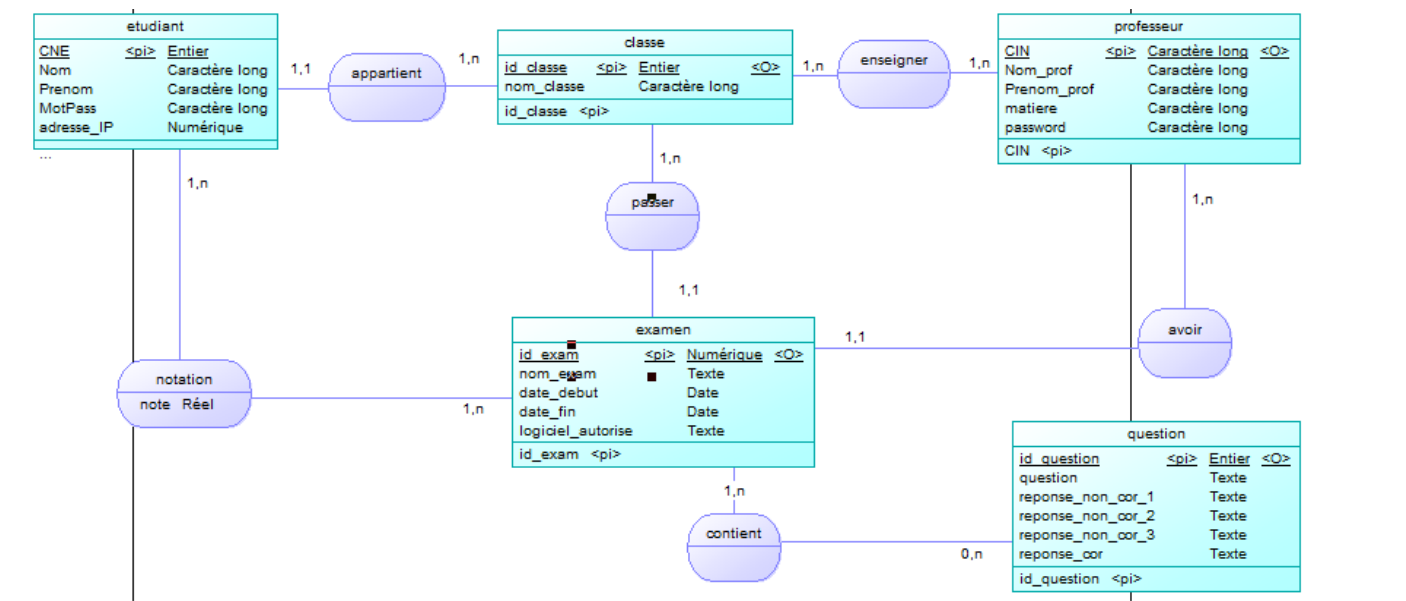 etudiant
CNE <pi> Entier
Nom Caractère long
Prenom Caractère long
MotPass Caractère long
adresse_IP Numérique
...
1,1
appartient
1,n
classe
id_classe <pi> Entier <O>
nom_classe Caractère long
id_classe <pi>
1,n
enseigner
1,n
professeur
CIN <pi> Caractère long <O>
Nom_prof Caractère long
Prenom_prof Caractère long
matiere Caractère long
password Caractère long
CIN <pi>
1,n
1,n
passer
1,n
1,1
examen
id_exam <pi> Numérique <O>
nom_exam Texte
date_debut Date
date_fin Date
logiciel_autorise Texte
id_exam <pi>
1,1
avoir
notation
note Réel
1,n
question
id_question <pi> Entier <O>
question Texte
reponse_non_cor_1 Texte
reponse_non_cor_2 Texte
reponse_non_cor_3 Texte
reponse_cor Texte
id_question <pi>
1,n
contient
0,n